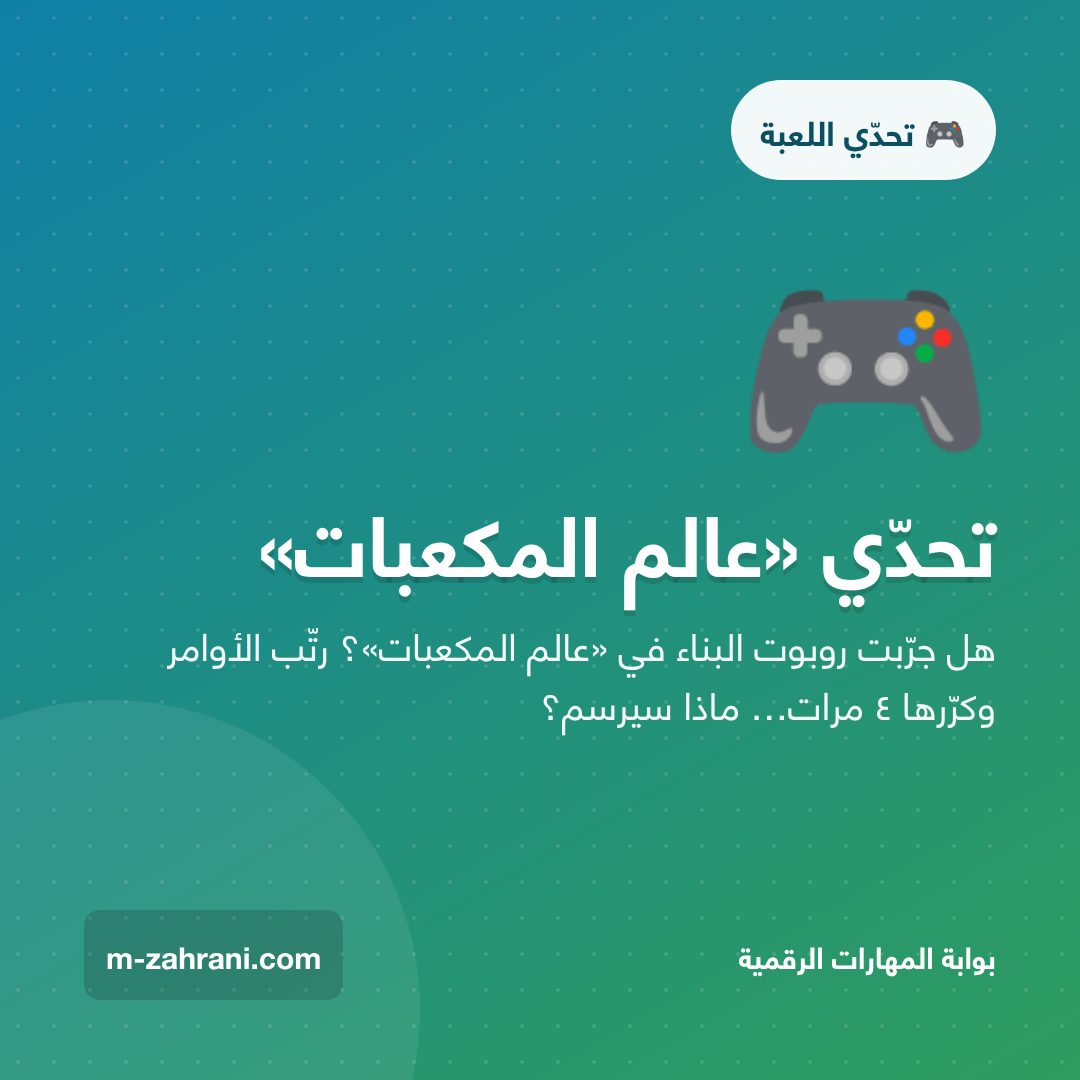 🎮 تحدّي اللعبة
تحدّي «عالم المكعبات»
هل جرّبت روبوت البناء في «عالم المكعبات»؟ رتّب الأوامر
وكرّرها ٤ مرات... ماذا سيرسم؟
بوابة المهارات الرقمية
m-zahrani.com